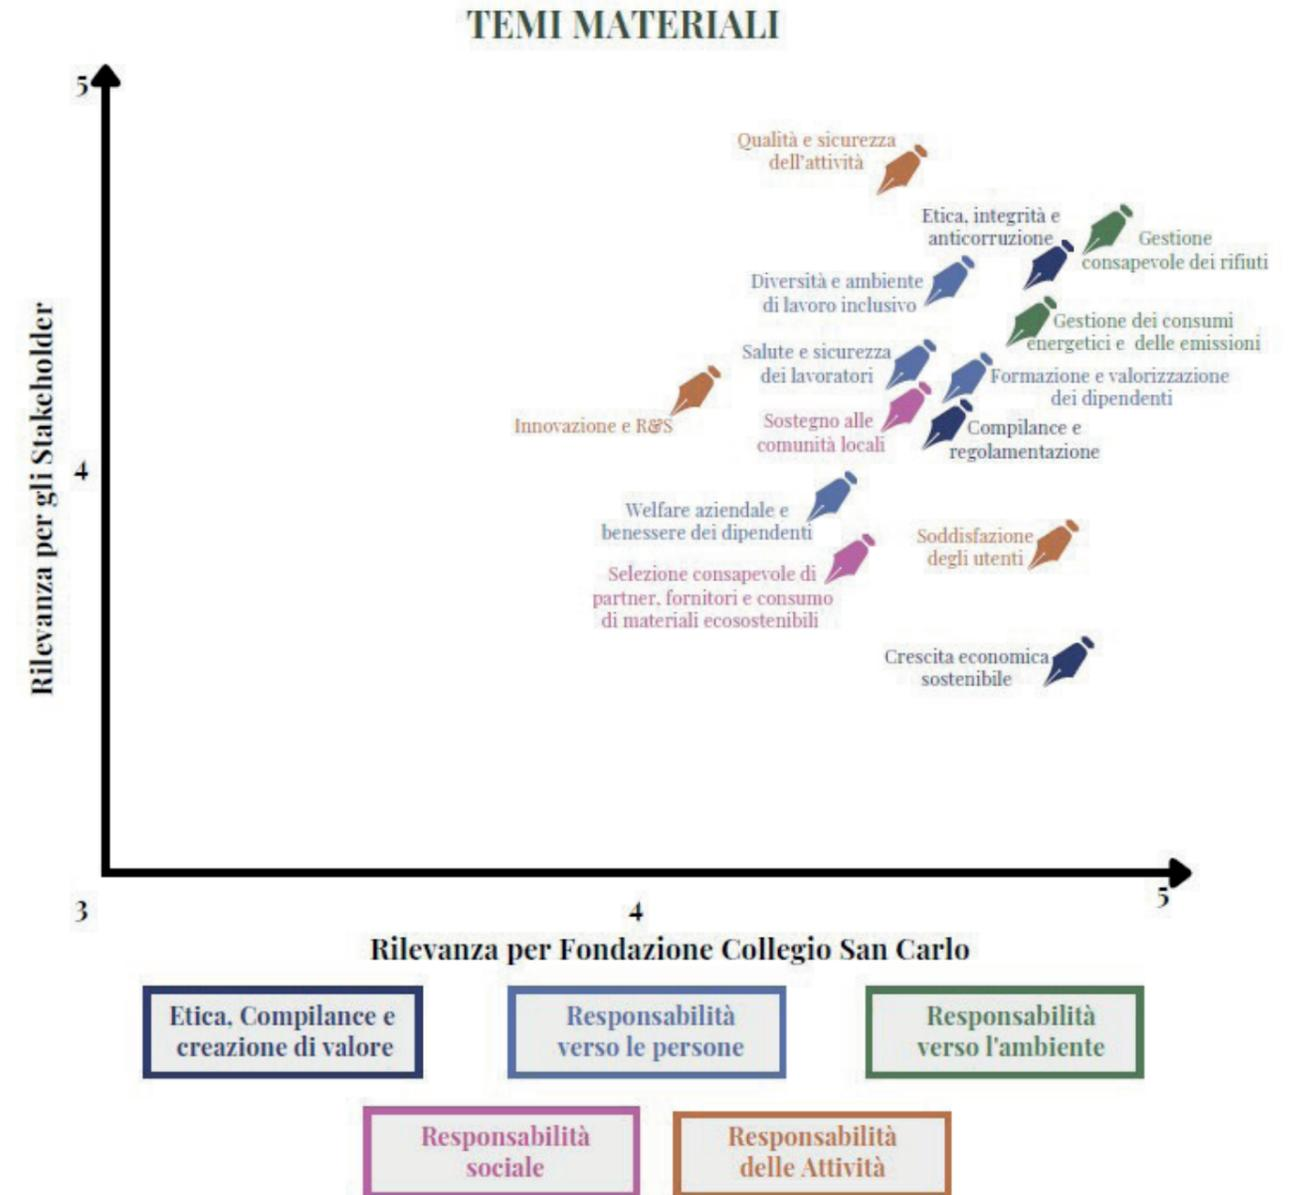 TEMI MATERIALI
5
Qualità e sicurezza
dell'attività
Etica, integrità e
anticorruzione
Gestione
consapevole dei rifiuti
Diversità e ambiente
di lavoro inclusivo
Gestione dei consumi
energetici e delle emissioni
Salute e sicurezza
dei lavoratori
Formazione e valorizzazione
dei dipendenti
Innovazione e R&S
Sostegno alle
comunità locali
Compilance e
regolamentazione
Rilevanza per gli Stakeholder
4
Welfare aziendale e
benessere dei dipendenti
Soddisfazione
degli utenti
Selezione consapevole di
partner, fornitori e consumo
di materiali ecosostenibili
Crescita economica
sostenibile
3
4
5
Rilevanza per Fondazione Collegio San Carlo
Etica, Compilance e
creazione di valore
Responsabilità
verso le persone
Responsabilità
verso l'ambiente
Responsabilità
sociale
Responsabilità
delle Attività